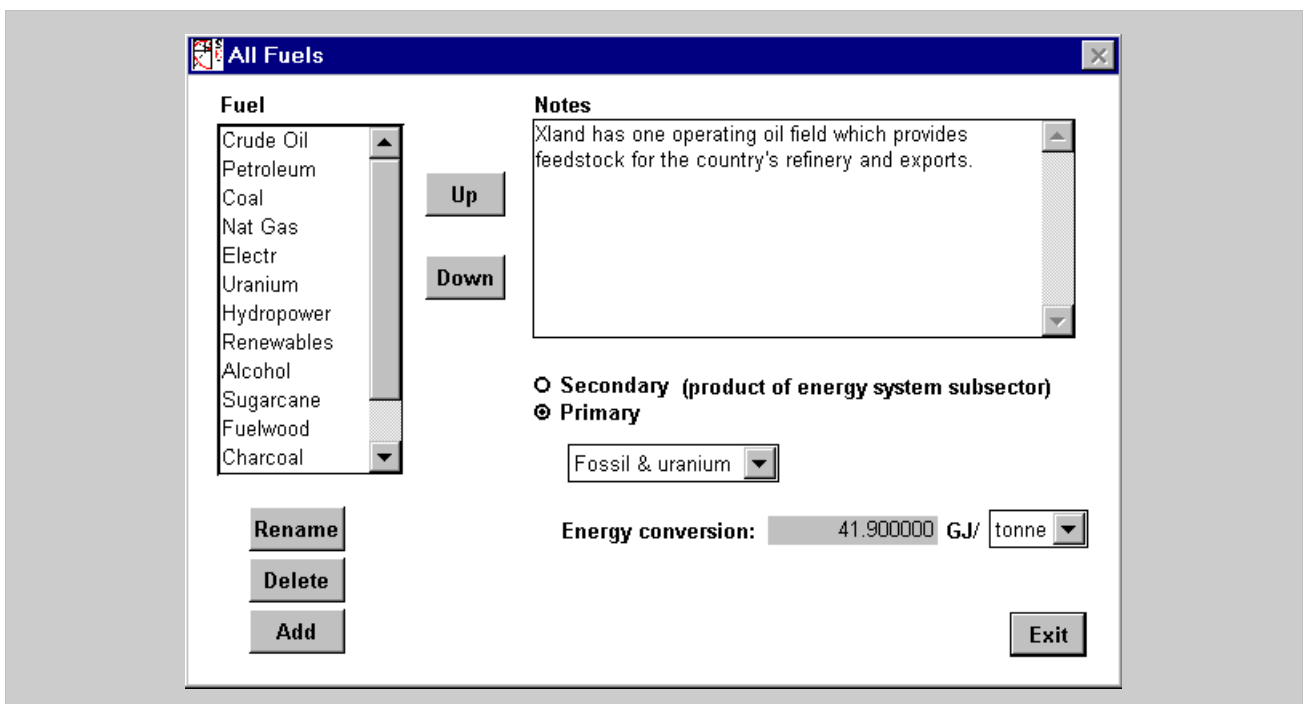 All Fuels
Fuel
Crude Oil
Petroleum
Coal
Nat Gas
Electr
Uranium
Hydropower
Renewables
Alcohol
Sugarcane
Fuelwood
Charcoal
Up
Down
Rename
Delete
Add
Notes
Xland has one operating oil field which provides
feedstock for the country's refinery and exports.
Secondary (product of energy system subsector)
Primary
Fossil & uranium
Energy conversion: 41.900000 GJ/ tonne
Exit